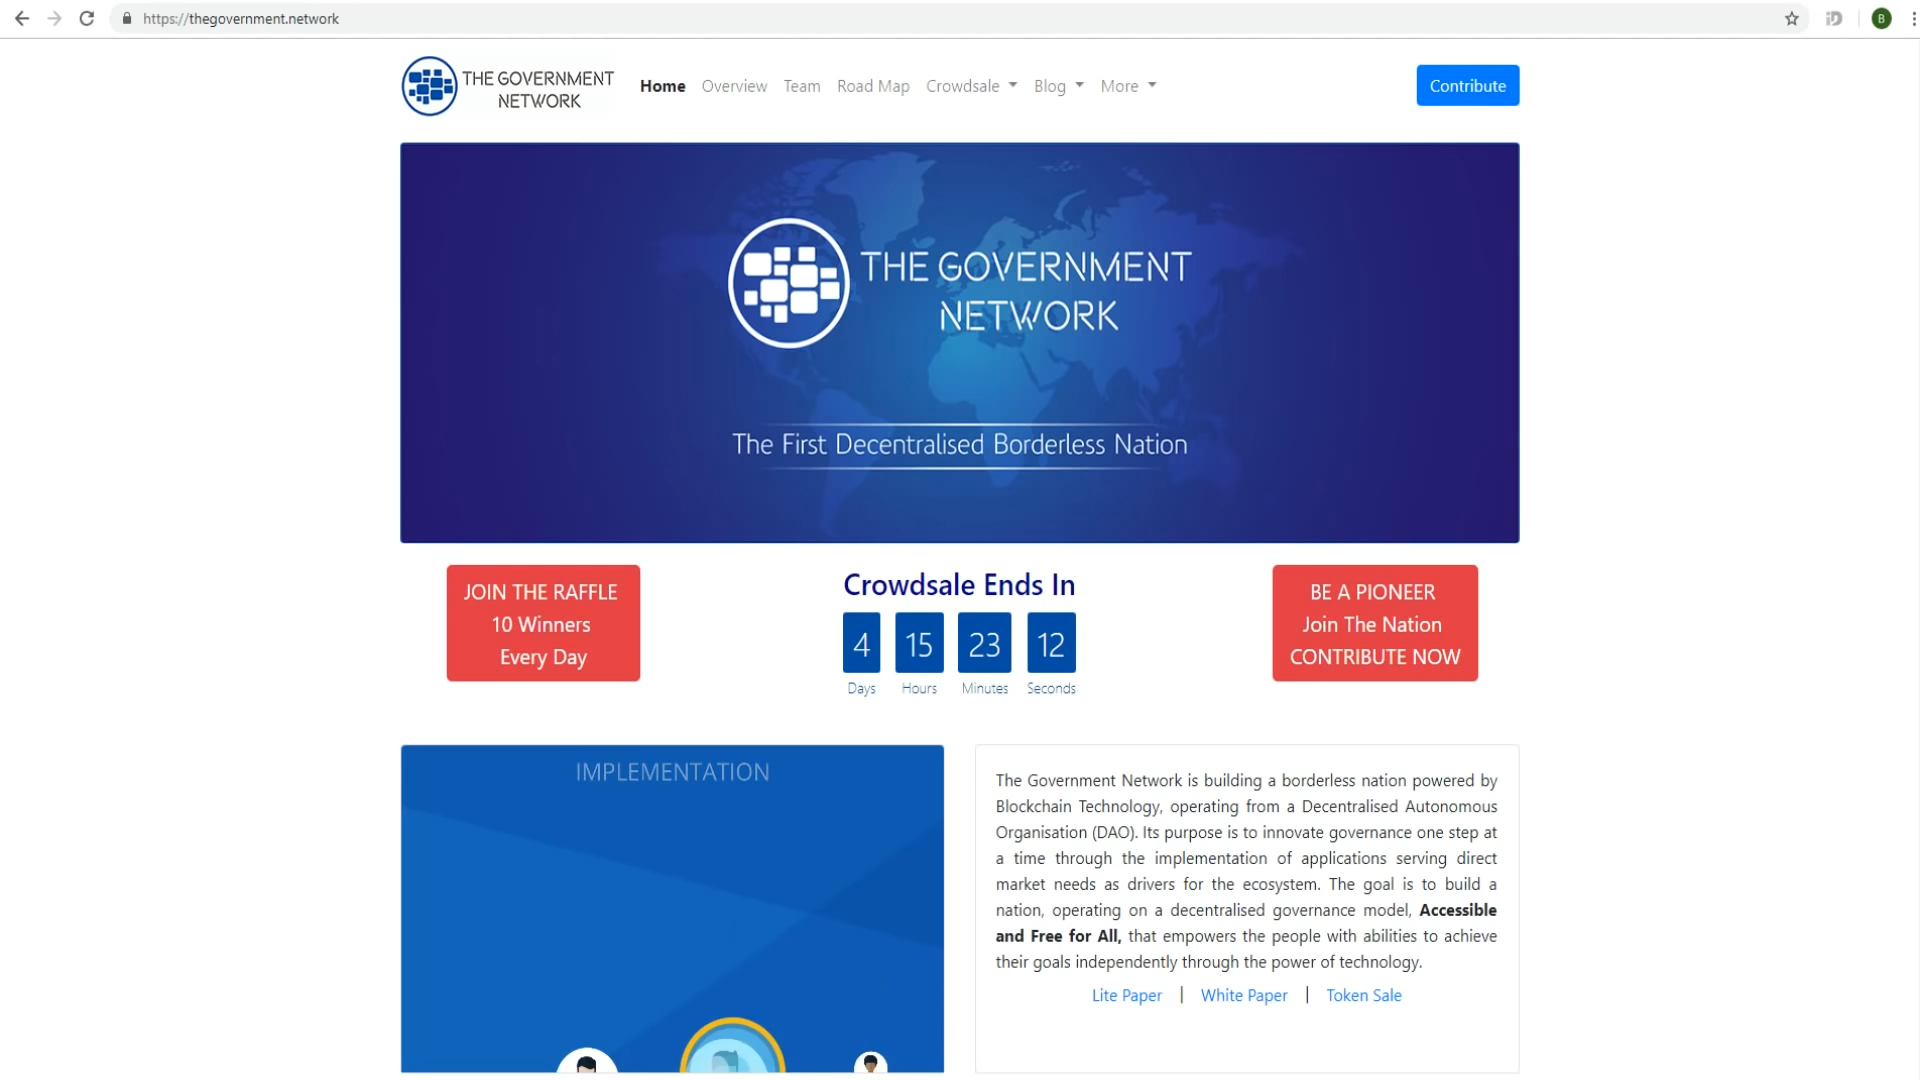 https://thegovernment.network
B
THE GOVERNMENT
NETWORK
Home Overview Team Road Map Crowdsale Blog More
Contribute
THE GOVERNMENT
NETWORK
The First Decentralised Borderless Nation
JOIN THE RAFFLE
10 Winners
Every Day
Crowdsale Ends In
4 15 23 12
Days Hours Minutes Seconds
BE A PIONEER
Join The Nation
CONTRIBUTE NOW
IMPLEMENTATION
The Government Network is building a borderless nation powered by
Blockchain Technology, operating from a Decentralised Autonomous
Organisation (DAO). Its purpose is to innovate governance one step at
a time through the implementation of applications serving direct
market needs as drivers for the ecosystem. The goal is to build a
nation, operating on a decentralised governance model, Accessible
and Free for All, that empowers the people with abilities to achieve
their goals independently through the power of technology.
Lite Paper | White Paper | Token Sale